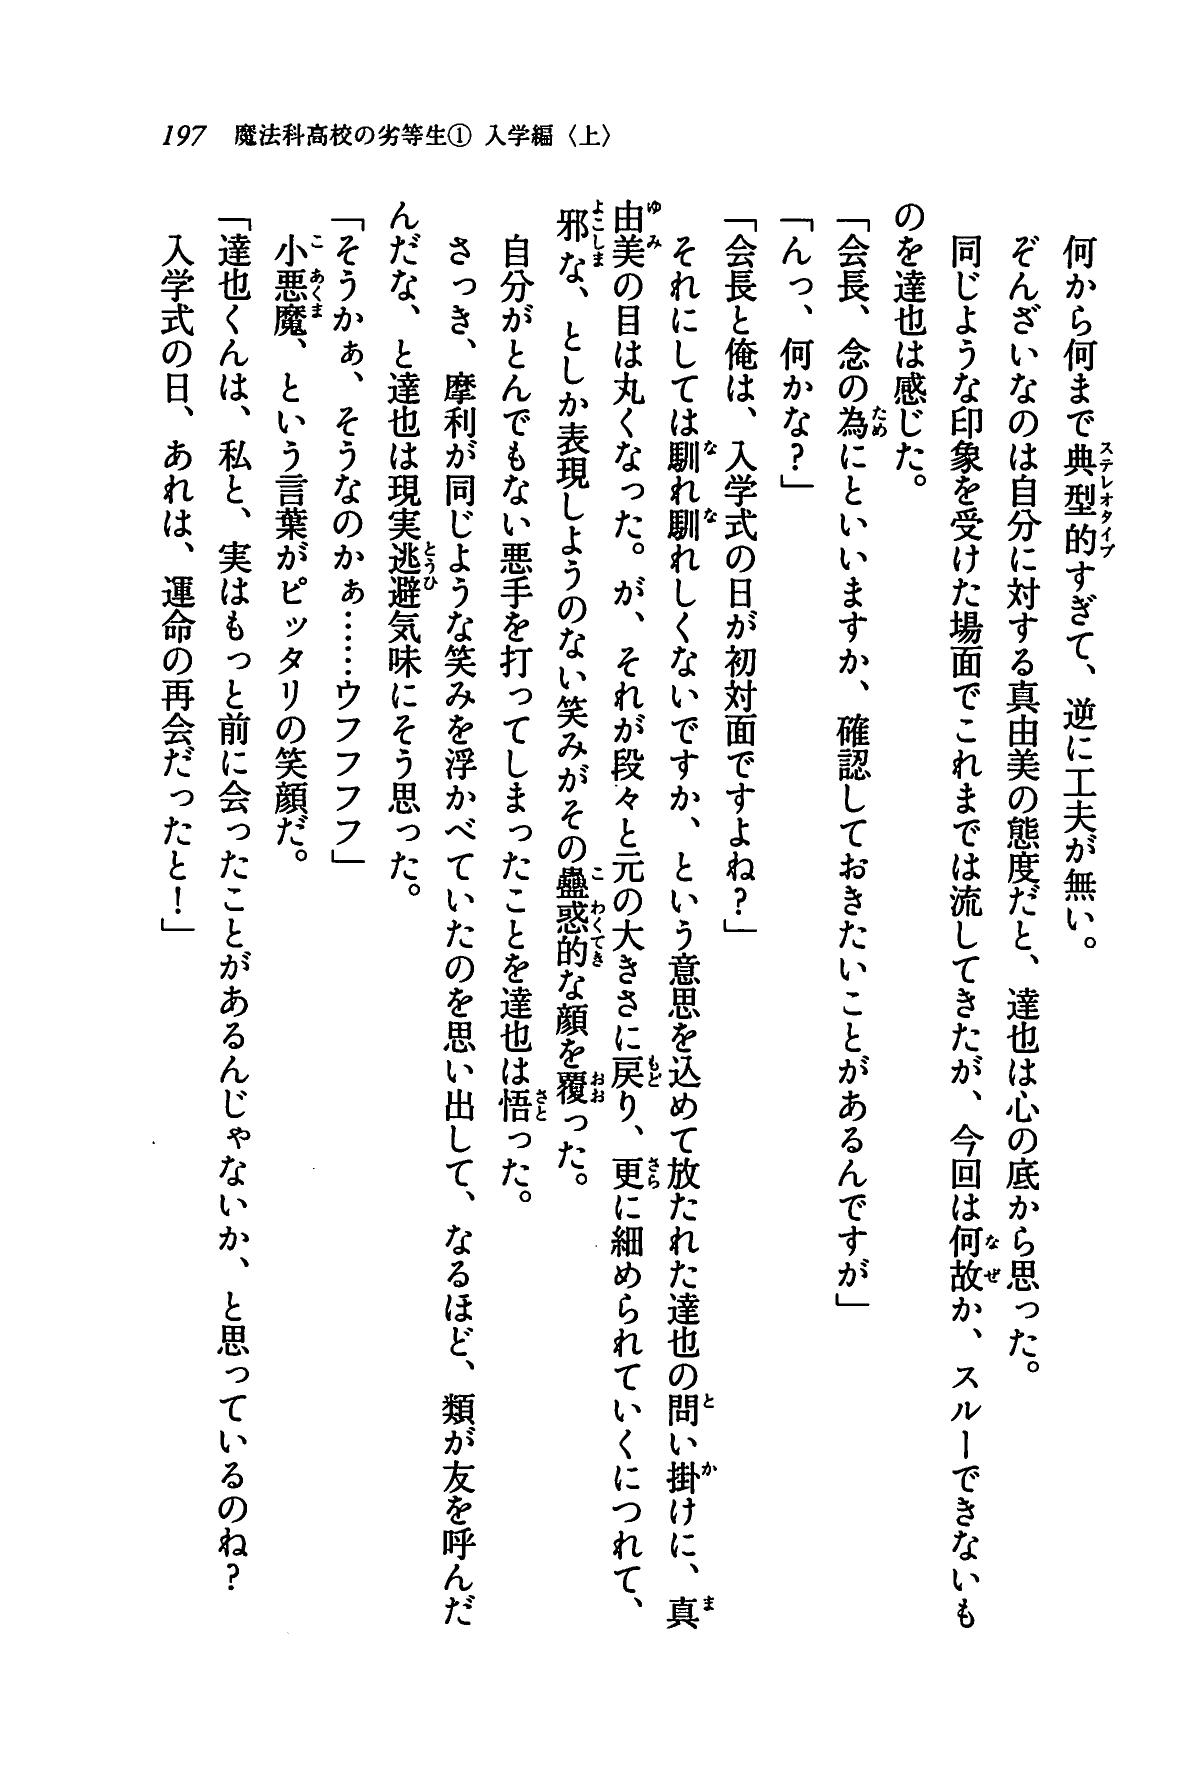 197 魔法科高校の劣等生① 入学編〈上〉
何から何まで典型的すぎて、逆に工夫が無い。
ぞんざいなのは自分に対する真由美の態度だと、達也は心の底から思った。
同じような印象を受けた場面でこれまでは流してきたが、今回は何故か、スルーできないも
のを達也は感じた。
「会長、念の為にといいますか、確認しておきたいことがあるんですが」
「んっ、何かな？」
「会長と俺は、入学式の日が初対面ですよね？」
それにしては馴れ馴れしくないですか、という意思を込めて放たれた達也の問い掛けに、真
由美の目は丸くなった。が、それが段々と元の大きさに戻り、更に細められていくにつれて、
邪な、としか表現しようのない笑みがその蠱惑的な顔を覆った。
自分がとんでもない悪手を打ってしまったことを達也は悟った。
さっき、摩利が同じような笑みを浮かべていたのを思い出して、なるほど、類が友を呼んだ
んだな、と達也は現実逃避気味にそう思った。
「そうかぁ、そうなのかぁ……ウフフフフ」
小悪魔、という言葉がピッタリの笑顔だ。
「達也くんは、私と、実はもっと前に会ったことがあるんじゃないか、と思っているのね？
入学式の日、あれは、運命の再会だったと！」